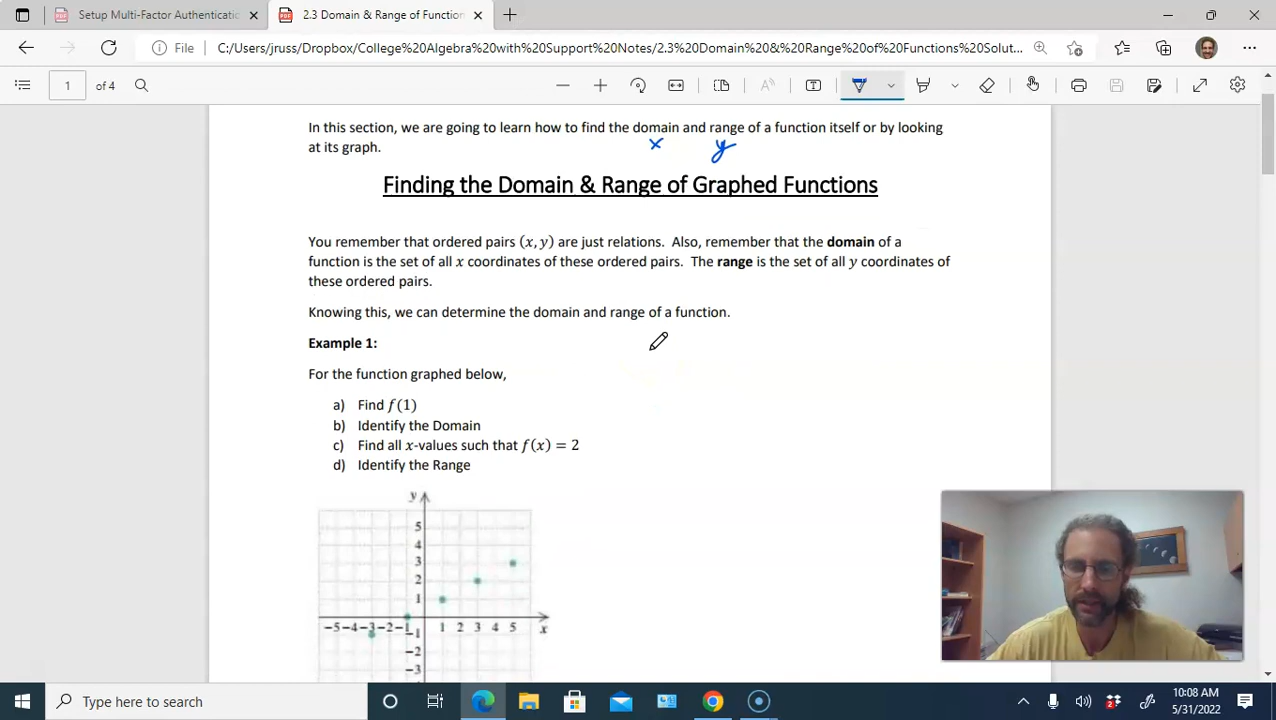 Setup Multi-Factor Authenticatic
2.3 Domain & Range of Function
File
C:/Users/jruss/Dropbox/College%20Algebra%20with%20Support%20Notes/2.3%20Domain%20&%20Range%20of%20Functions%20Solut...
1 of 4
In this section, we are going to learn how to find the domain and range of a function itself or by looking
at its graph.
x y
Finding the Domain & Range of Graphed Functions
You remember that ordered pairs (x, y) are just relations. Also, remember that the domain of a
function is the set of all x coordinates of these ordered pairs. The range is the set of all y coordinates of
these ordered pairs.
Knowing this, we can determine the domain and range of a function.
Example 1:
For the function graphed below,
a) Find f(1)
b) Identify the Domain
c) Find all x-values such that f(x) = 2
d) Identify the Range
y
5
4
3
2
1
-5 -4 -3 -2 -1 1 2 3 4 5 x
-1
-2
-3
Type here to search
10:08 AM
5/31/2022
2